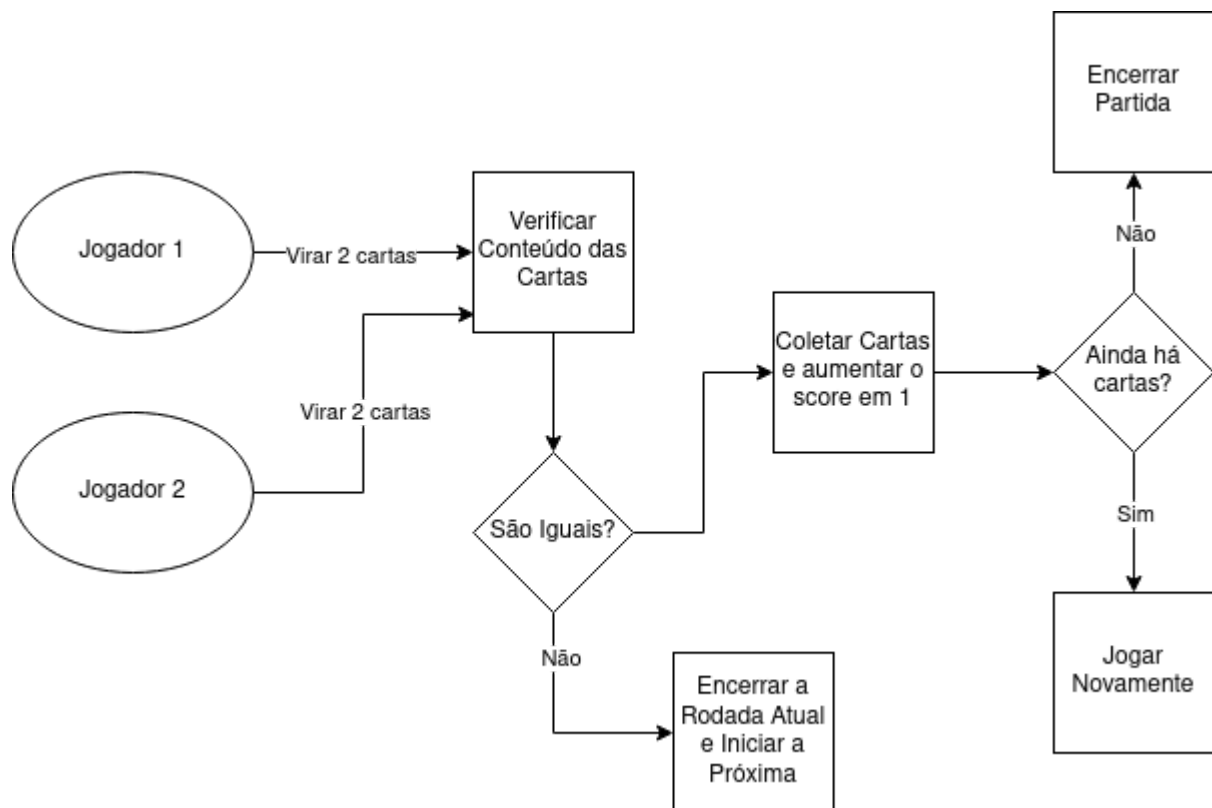 Encerrar
Partida
Jogador 1
Virar 2 cartas
Verificar
Conteúdo das
Cartas
Não
Coletar Cartas
e aumentar o
score em 1
Ainda há
cartas?
Virar 2 cartas
Jogador 2
São Iguais?
Sim
Não
Encerrar a
Rodada Atual
e Iniciar a
Próxima
Jogar
Novamente